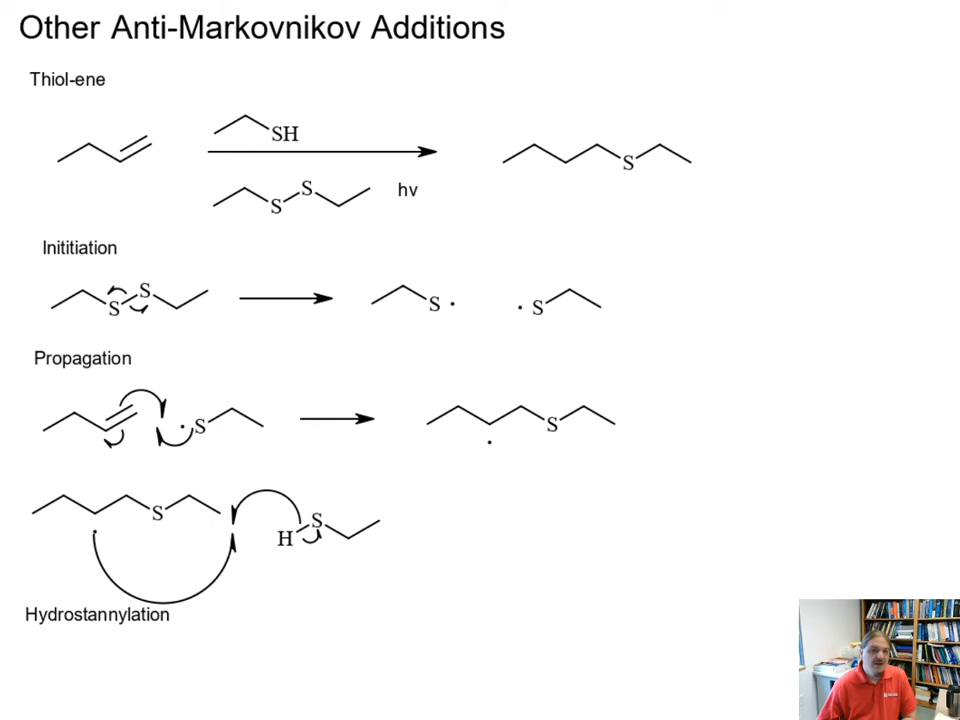 Other Anti-Markovnikov Additions
Thiol-ene
SH
S
S
hv
Inititiation
S
S
S ·
· S
Propagation
· S
S
·
S
·
S
H
Hydrostannylation